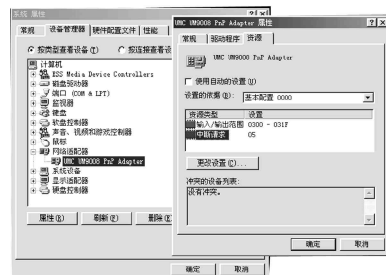 系统 属性
常规 设备管理器 硬件配置文件 性能
按类型查看设备(T) 按连接查看设
计算机
ESS Media Device Controllers
磁盘驱动器
端口 (COM & LPT)
监视器
键盘
软盘控制器
声音、视频和游戏控制器
鼠标
网络适配器
UMC UM9008 PnP Adapter
系统设备
显示适配器
硬盘控制器
属性(R) 刷新(F) 删除(E
确定 取消
UMC UM9008 PnP Adapter 属性
常规 驱动程序 资源
UMC UM9008 PnP Adapter
使用自动的设置(U)
设置的依据(B): 基本配置 0000
资源类型 设置
输入/输出范围 0300 - 031F
中断请求 05
更改设置(C)...
冲突的设备列表:
没有冲突。
确定 取消